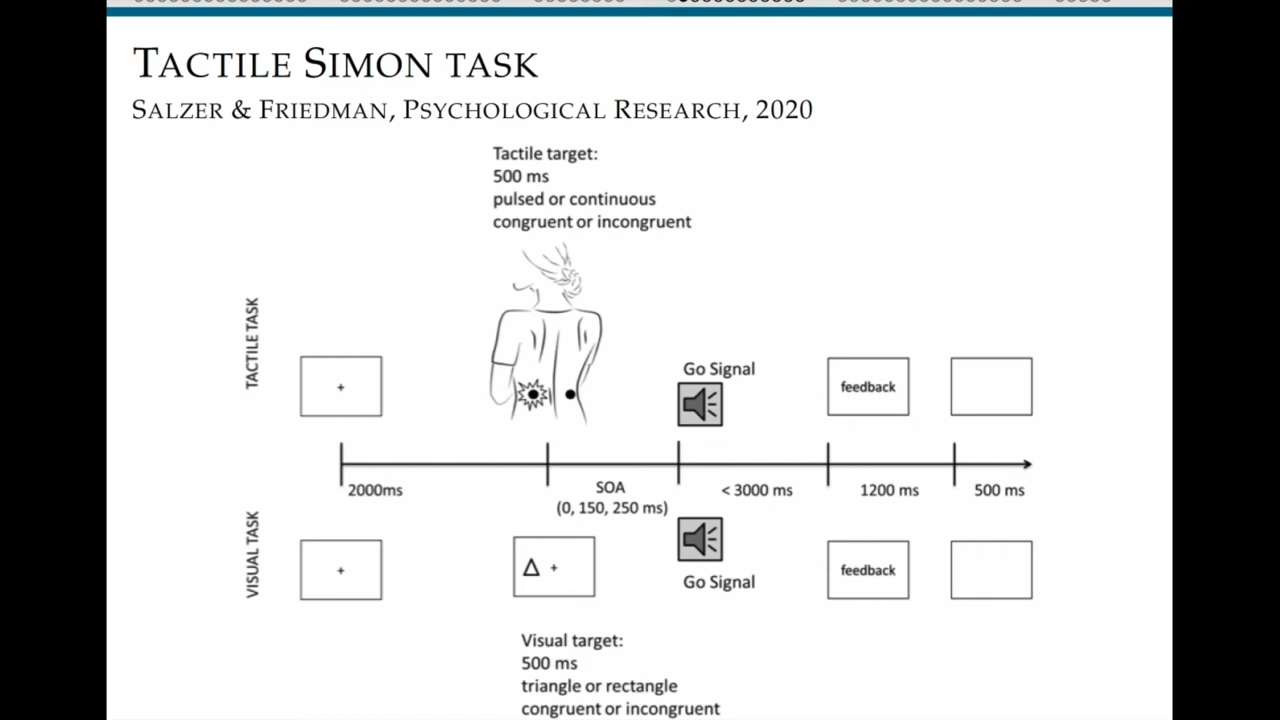 TACTILE SIMON TASK
SALZER & FRIEDMAN, PSYCHOLOGICAL RESEARCH, 2020
Tactile target:
500 ms
pulsed or continuous
congruent or incongruent
TACTILE TASK
+
Go Signal
feedback
2000ms
SOA
(0, 150, 250 ms)
< 3000 ms
1200 ms
500 ms
VISUAL TASK
+
Δ +
Go Signal
feedback
Visual target:
500 ms
triangle or rectangle
congruent or incongruent